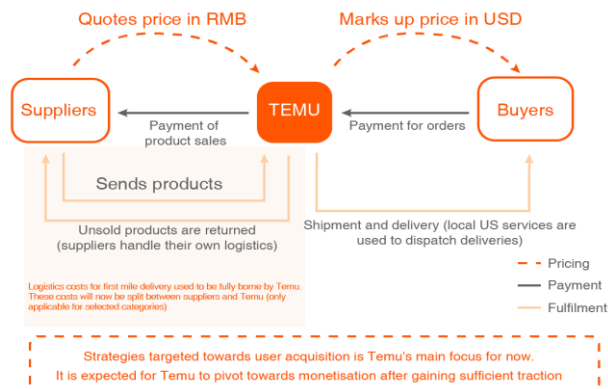 Quotes price in RMB
Marks up price in USD
Suppliers
TEMU
Buyers
Payment of
product sales
Payment for orders
Sends products
Unsold products are returned
(suppliers handle their own logistics)
Shipment and delivery (local US services are
used to dispatch deliveries)
Logistics costs for first mile delivery used to be fully borne by Temu.
These costs will now be split between suppliers and Temu (only
applicable for selected categories)
Pricing
Payment
Fulfilment
Strategies targeted towards user acquisition is Temu's main focus for now.
It is expected for Temu to pivot towards monetisation after gaining sufficient traction